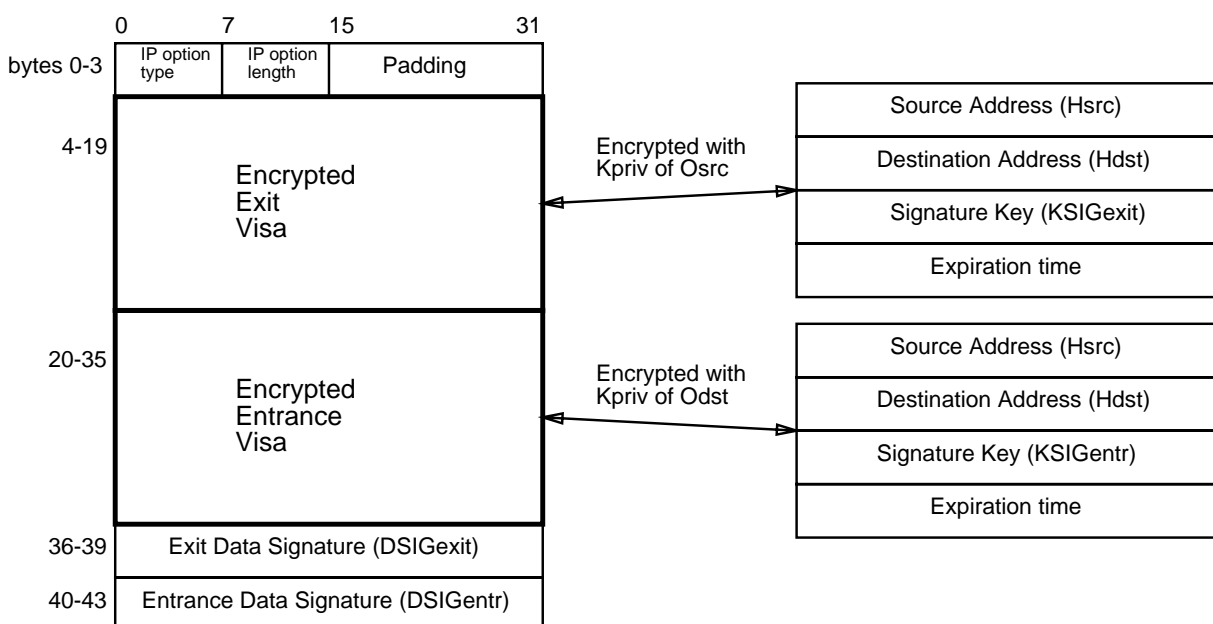 0 7 15 31
bytes 0-3
IP option
type
IP option
length
Padding
4-19
Encrypted
Exit
Visa
Encrypted with
Kpriv of Osrc
Source Address (Hsrc)
Destination Address (Hdst)
Signature Key (KSIGexit)
Expiration time
20-35
Encrypted
Entrance
Visa
Encrypted with
Kpriv of Odst
Source Address (Hsrc)
Destination Address (Hdst)
Signature Key (KSIGentr)
Expiration time
36-39
Exit Data Signature (DSIGexit)
40-43
Entrance Data Signature (DSIGentr)